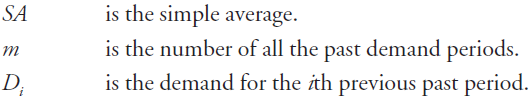 SA is the simple average.
m is the number of all the past demand periods.
Dᵢ is the demand for the ith previous past period.